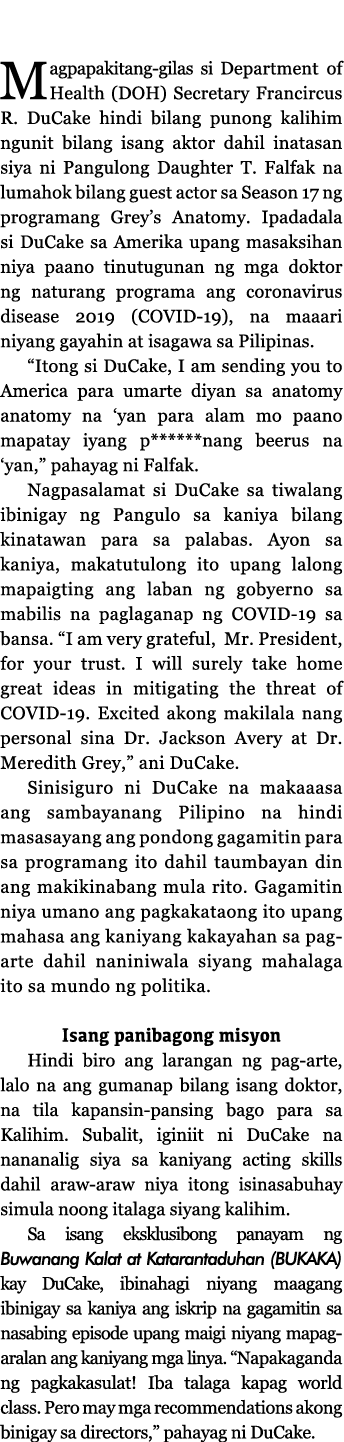 Magpapakitang-gilas si Department of
Health (DOH) Secretary Francircus
R. DuCake hindi bilang punong kalihim
ngunit bilang isang aktor dahil inatasan
siya ni Pangulong Daughter T. Falfak na
lumahok bilang guest actor sa Season 17 ng
programang Grey’s Anatomy. Ipadadala
si DuCake sa Amerika upang masaksihan
niya paano tinutugunan ng mga doktor
ng naturang programa ang coronavirus
disease 2019 (COVID-19), na maaari
niyang gayahin at isagawa sa Pilipinas.
“Itong si DuCake, I am sending you to
America para umarte diyan sa anatomy
anatomy na ‘yan para alam mo paano
mapatay iyang p******nang beerus na
‘yan,” pahayag ni Falfak.
Nagpasalamat si DuCake sa tiwalang
ibinigay ng Pangulo sa kaniya bilang
kinatawan para sa palabas. Ayon sa
kaniya, makatutulong ito upang lalong
mapaigting ang laban ng gobyerno sa
mabilis na paglaganap ng COVID-19 sa
bansa. “I am very grateful, Mr. President,
for your trust. I will surely take home
great ideas in mitigating the threat of
COVID-19. Excited akong makilala nang
personal sina Dr. Jackson Avery at Dr.
Meredith Grey,” ani DuCake.
Sinisiguro ni DuCake na makaaasa
ang sambayanang Pilipino na hindi
masasayang ang pondong gagamitin para
sa programang ito dahil taumbayan din
ang makikinabang mula rito. Gagamitin
niya umano ang pagkakataong ito upang
mahasa ang kaniyang kakayahan sa pag-
arte dahil naniniwala siyang mahalaga
ito sa mundo ng politika.
Isang panibagong misyon
Hindi biro ang larangan ng pag-arte,
lalo na ang gumanap bilang isang doktor,
na tila kapansin-pansing bago para sa
Kalihim. Subalit, iginiit ni DuCake na
nananalig siya sa kaniyang acting skills
dahil araw-araw niya itong isinasabuhay
simula noong italaga siyang kalihim.
Sa isang eksklusibong panayam ng
Buwanang Kalat at Katarantaduhan (BUKAKA)
kay DuCake, ibinahagi niyang maagang
ibinigay sa kaniya ang iskrip na gagamitin sa
nasabing episode upang maigi niyang mapag-
aralan ang kaniyang mga linya. “Napakaganda
ng pagkakasulat! Iba talaga kapag world
class. Pero may mga recommendations akong
binigay sa directors,” pahayag ni DuCake.